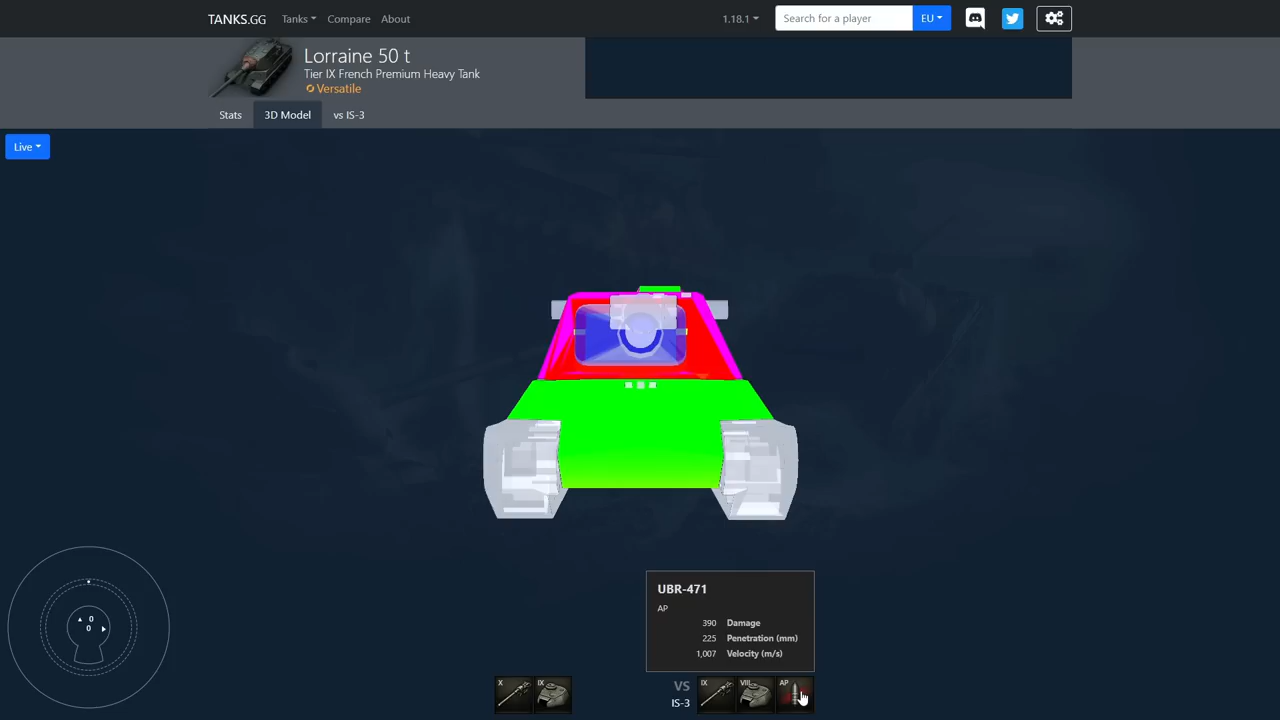 TANKS.GG
Tanks
Compare
About
1.18.1
Search for a player
EU
Lorraine 50 t
Tier IX French Premium Heavy Tank
Versatile
Stats
3D Model
vs IS-3
Live
UBR-471
AP
390 Damage
225 Penetration (mm)
1,007 Velocity (m/s)
0
0
X
IX
VS
IS-3
IX
VIII
AP